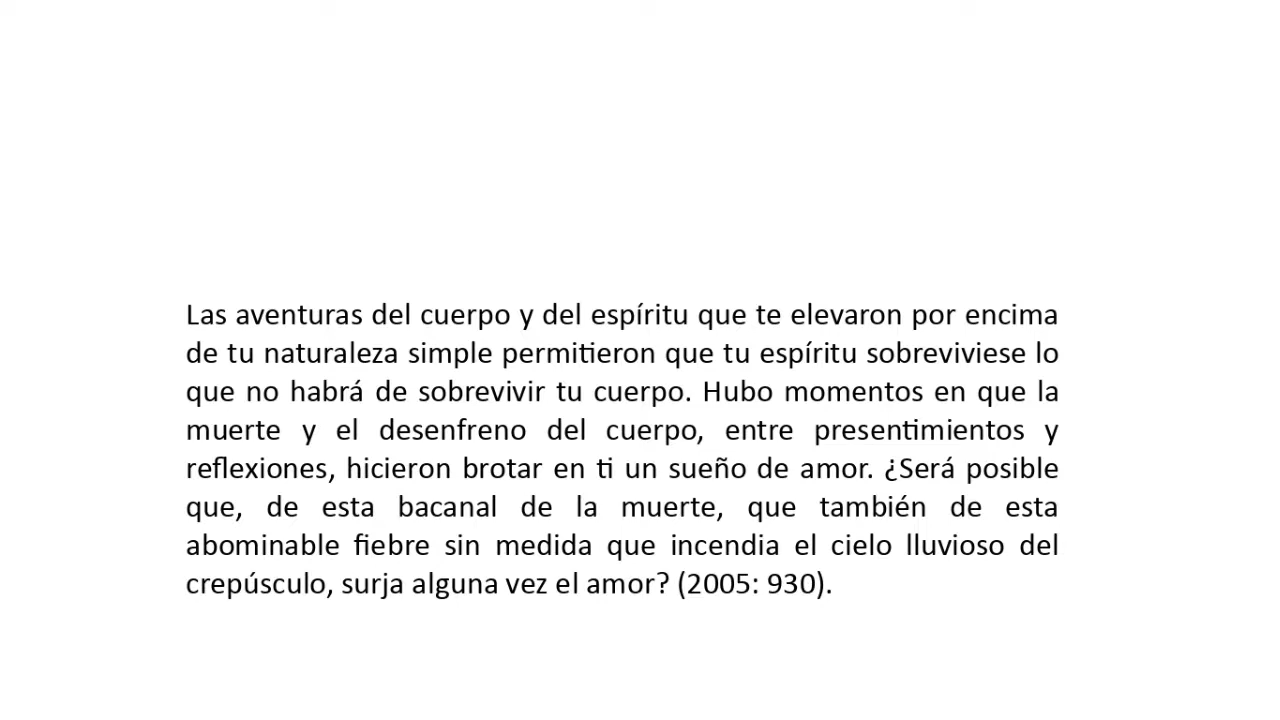 Las aventuras del cuerpo y del espíritu que te elevaron por encima
de tu naturaleza simple permitieron que tu espíritu sobreviviese lo
que no habrá de sobrevivir tu cuerpo. Hubo momentos en que la
muerte y el desenfreno del cuerpo, entre presentimientos y
reflexiones, hicieron brotar en ti un sueño de amor. ¿Será posible
que, de esta bacanal de la muerte, que también de esta
abominable fiebre sin medida que incendia el cielo lluvioso del
crepúsculo, surja alguna vez el amor? (2005: 930).